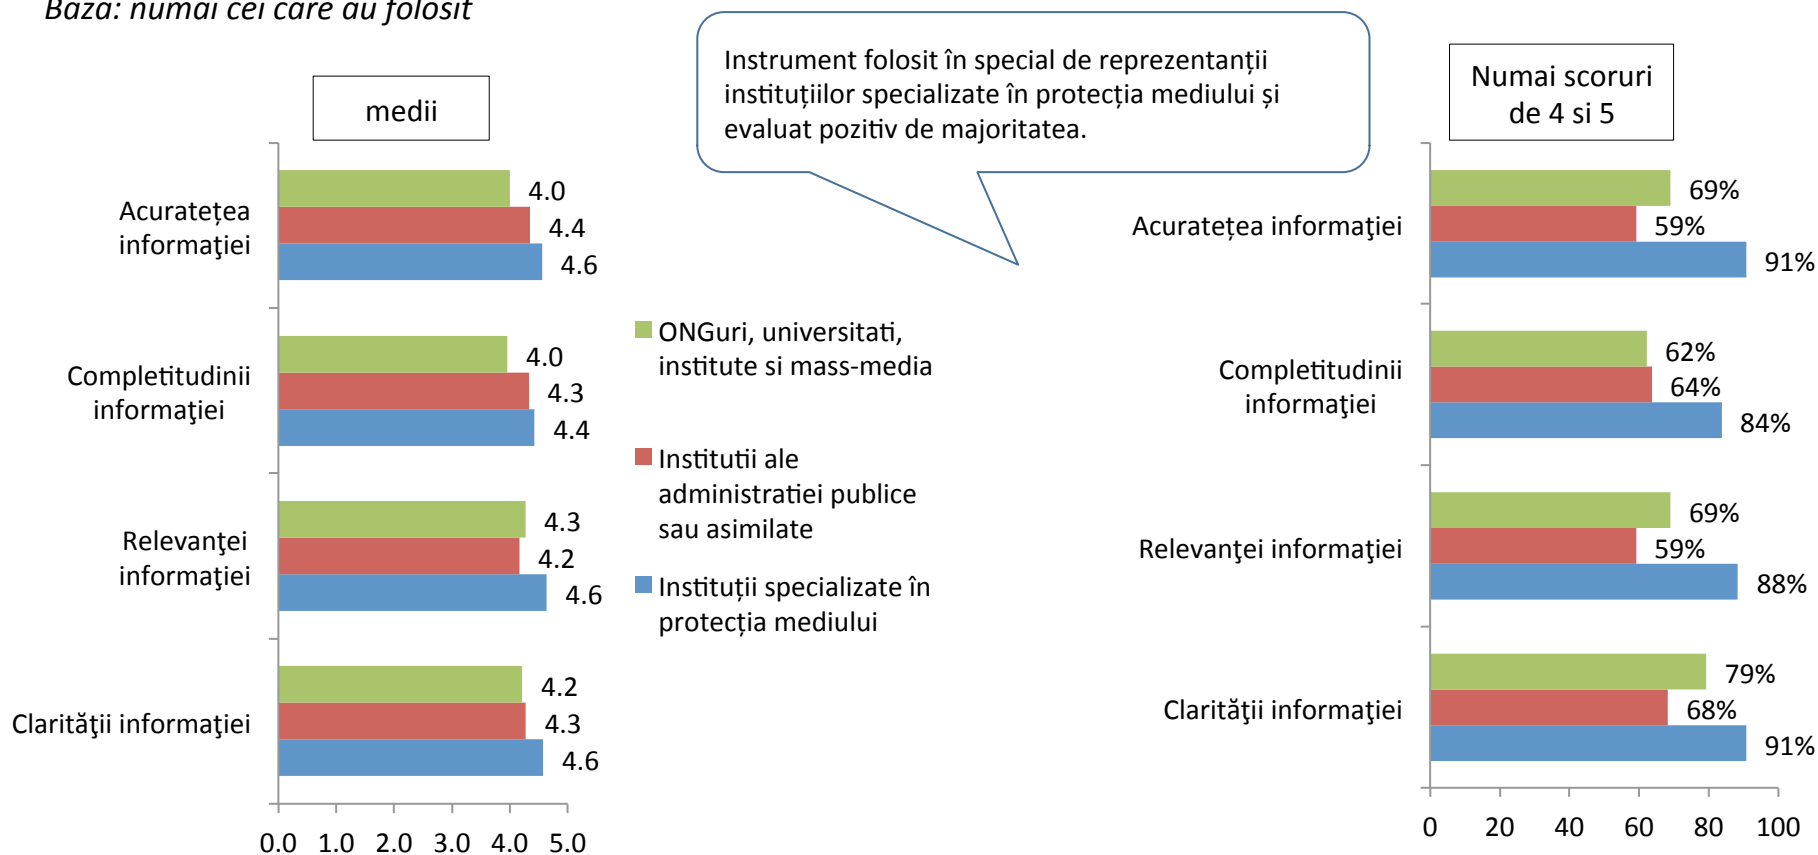 Baza: numai cei care au folosit
Instrument folosit în special de reprezentanții
instituțiilor specializate în protecția mediului și
evaluat pozitiv de majoritatea.
medii
Acuratețea
informaţiei
4.0
4.4
4.6
Completitudinii
informaţiei
4.0
4.3
4.4
Relevanţei
informaţiei
4.3
4.2
4.6
Clarităţii informaţiei
4.2
4.3
4.6
0.0 1.0 2.0 3.0 4.0 5.0
ONGuri, universitati,
institute si mass-media
Institutii ale
administratiei publice
sau asimilate
Instituții specializate în
protecția mediului
Numai scoruri
de 4 si 5
Acuratețea informaţiei
69%
59%
91%
Completitudinii
informaţiei
62%
64%
84%
Relevanţei informaţiei
69%
59%
88%
Clarităţii informaţiei
79%
68%
91%
0 20 40 60 80 100